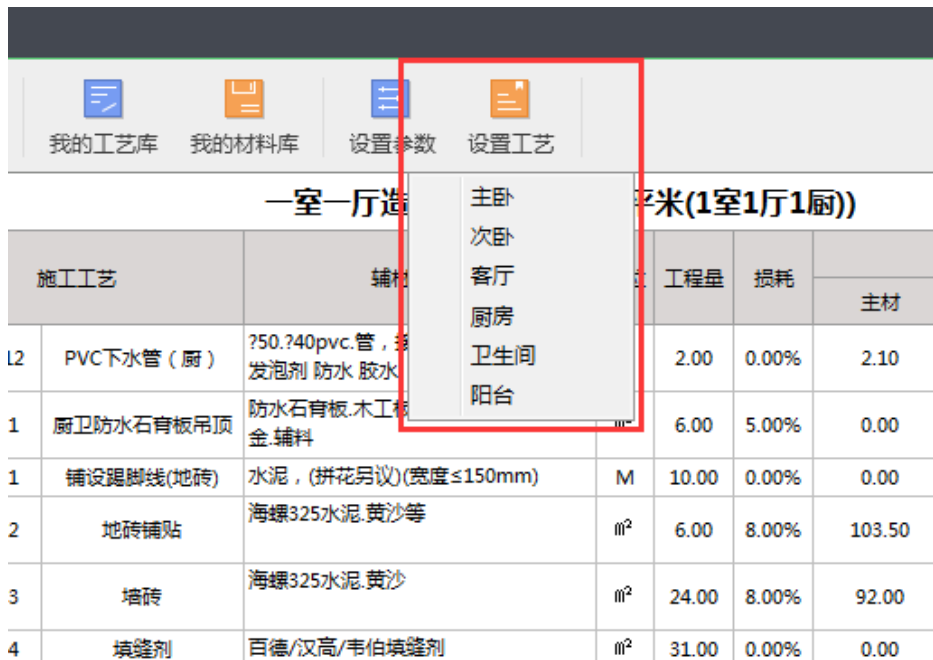 我的工艺库 我的材料库 设置参数 设置工艺
一室一厅造 平米(1室1厅1厨))
主卧
次卧
客厅
厨房
卫生间
阳台
施工工艺 辅材 工程量 损耗
主材
12 PVC下水管（厨） ?50.?40pvc.管，接 2.00 0.00% 2.10
发泡剂 防水 胶水
1 厨卫防水石膏板吊顶 防水石膏板.木工板 m² 6.00 5.00% 0.00
金.辅料
1 铺设踢脚线(地砖) 水泥，(拼花另议)(宽度≤150mm) M 10.00 0.00% 0.00
2 地砖铺贴 海螺325水泥.黄沙等 m² 6.00 8.00% 103.50
3 墙砖 海螺325水泥.黄沙 m² 24.00 8.00% 92.00
4 填缝剂 百德/汉高/韦伯填缝剂 m² 31.00 0.00% 0.00